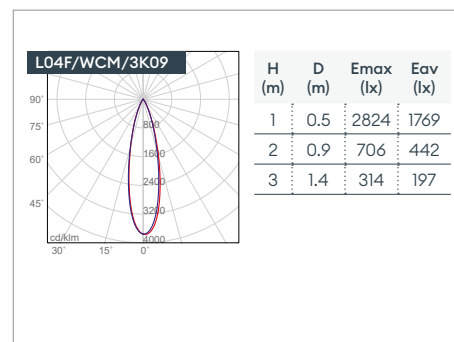 L04F/WCM/3K09
90°
75°
60°
45°
800
1600
2400
3200
4000
cd/klm
30° 15° 0°
H D Emax Eav
(m) (m) (lx) (lx)
1 0.5 2824 1769
2 0.9 706 442
3 1.4 314 197